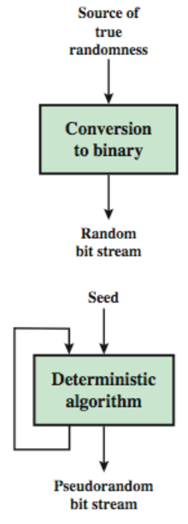 Source of
true
randomness
Conversion
to binary
Random
bit stream
Seed
Deterministic
algorithm
Pseudorandom
bit stream